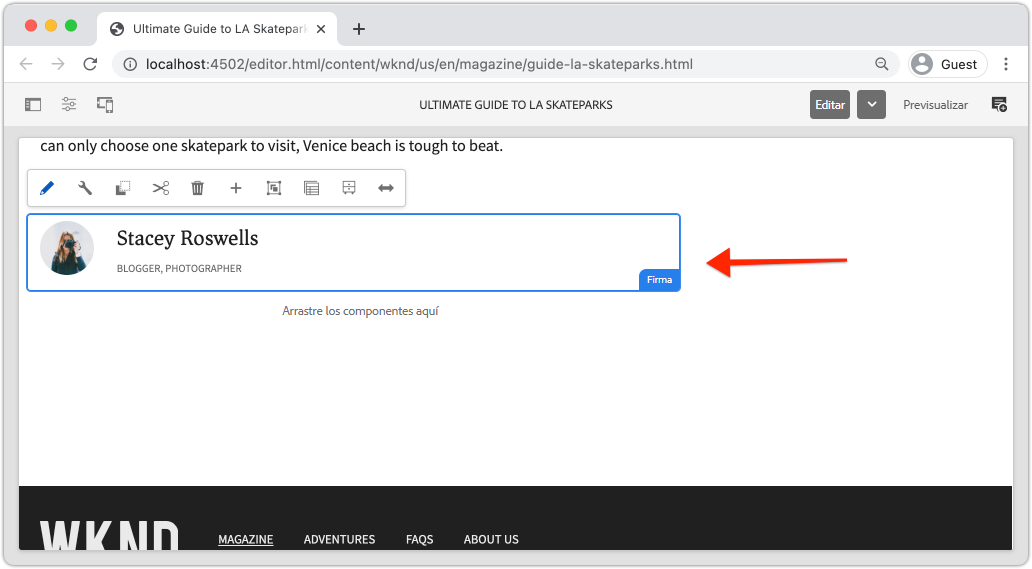 Ultimate Guide to LA Skatepar
localhost:4502/editor.html/content/wknd/us/en/magazine/guide-la-skateparks.html
Guest
ULTIMATE GUIDE TO LA SKATEPARKS
Editar
Previsualizar
can only choose one skatepark to visit, Venice beach is tough to beat.
Stacey Roswells
BLOGGER, PHOTOGRAPHER
Firma
Arrastre los componentes aquí
WKND
MAGAZINE
ADVENTURES
FAQS
ABOUT US